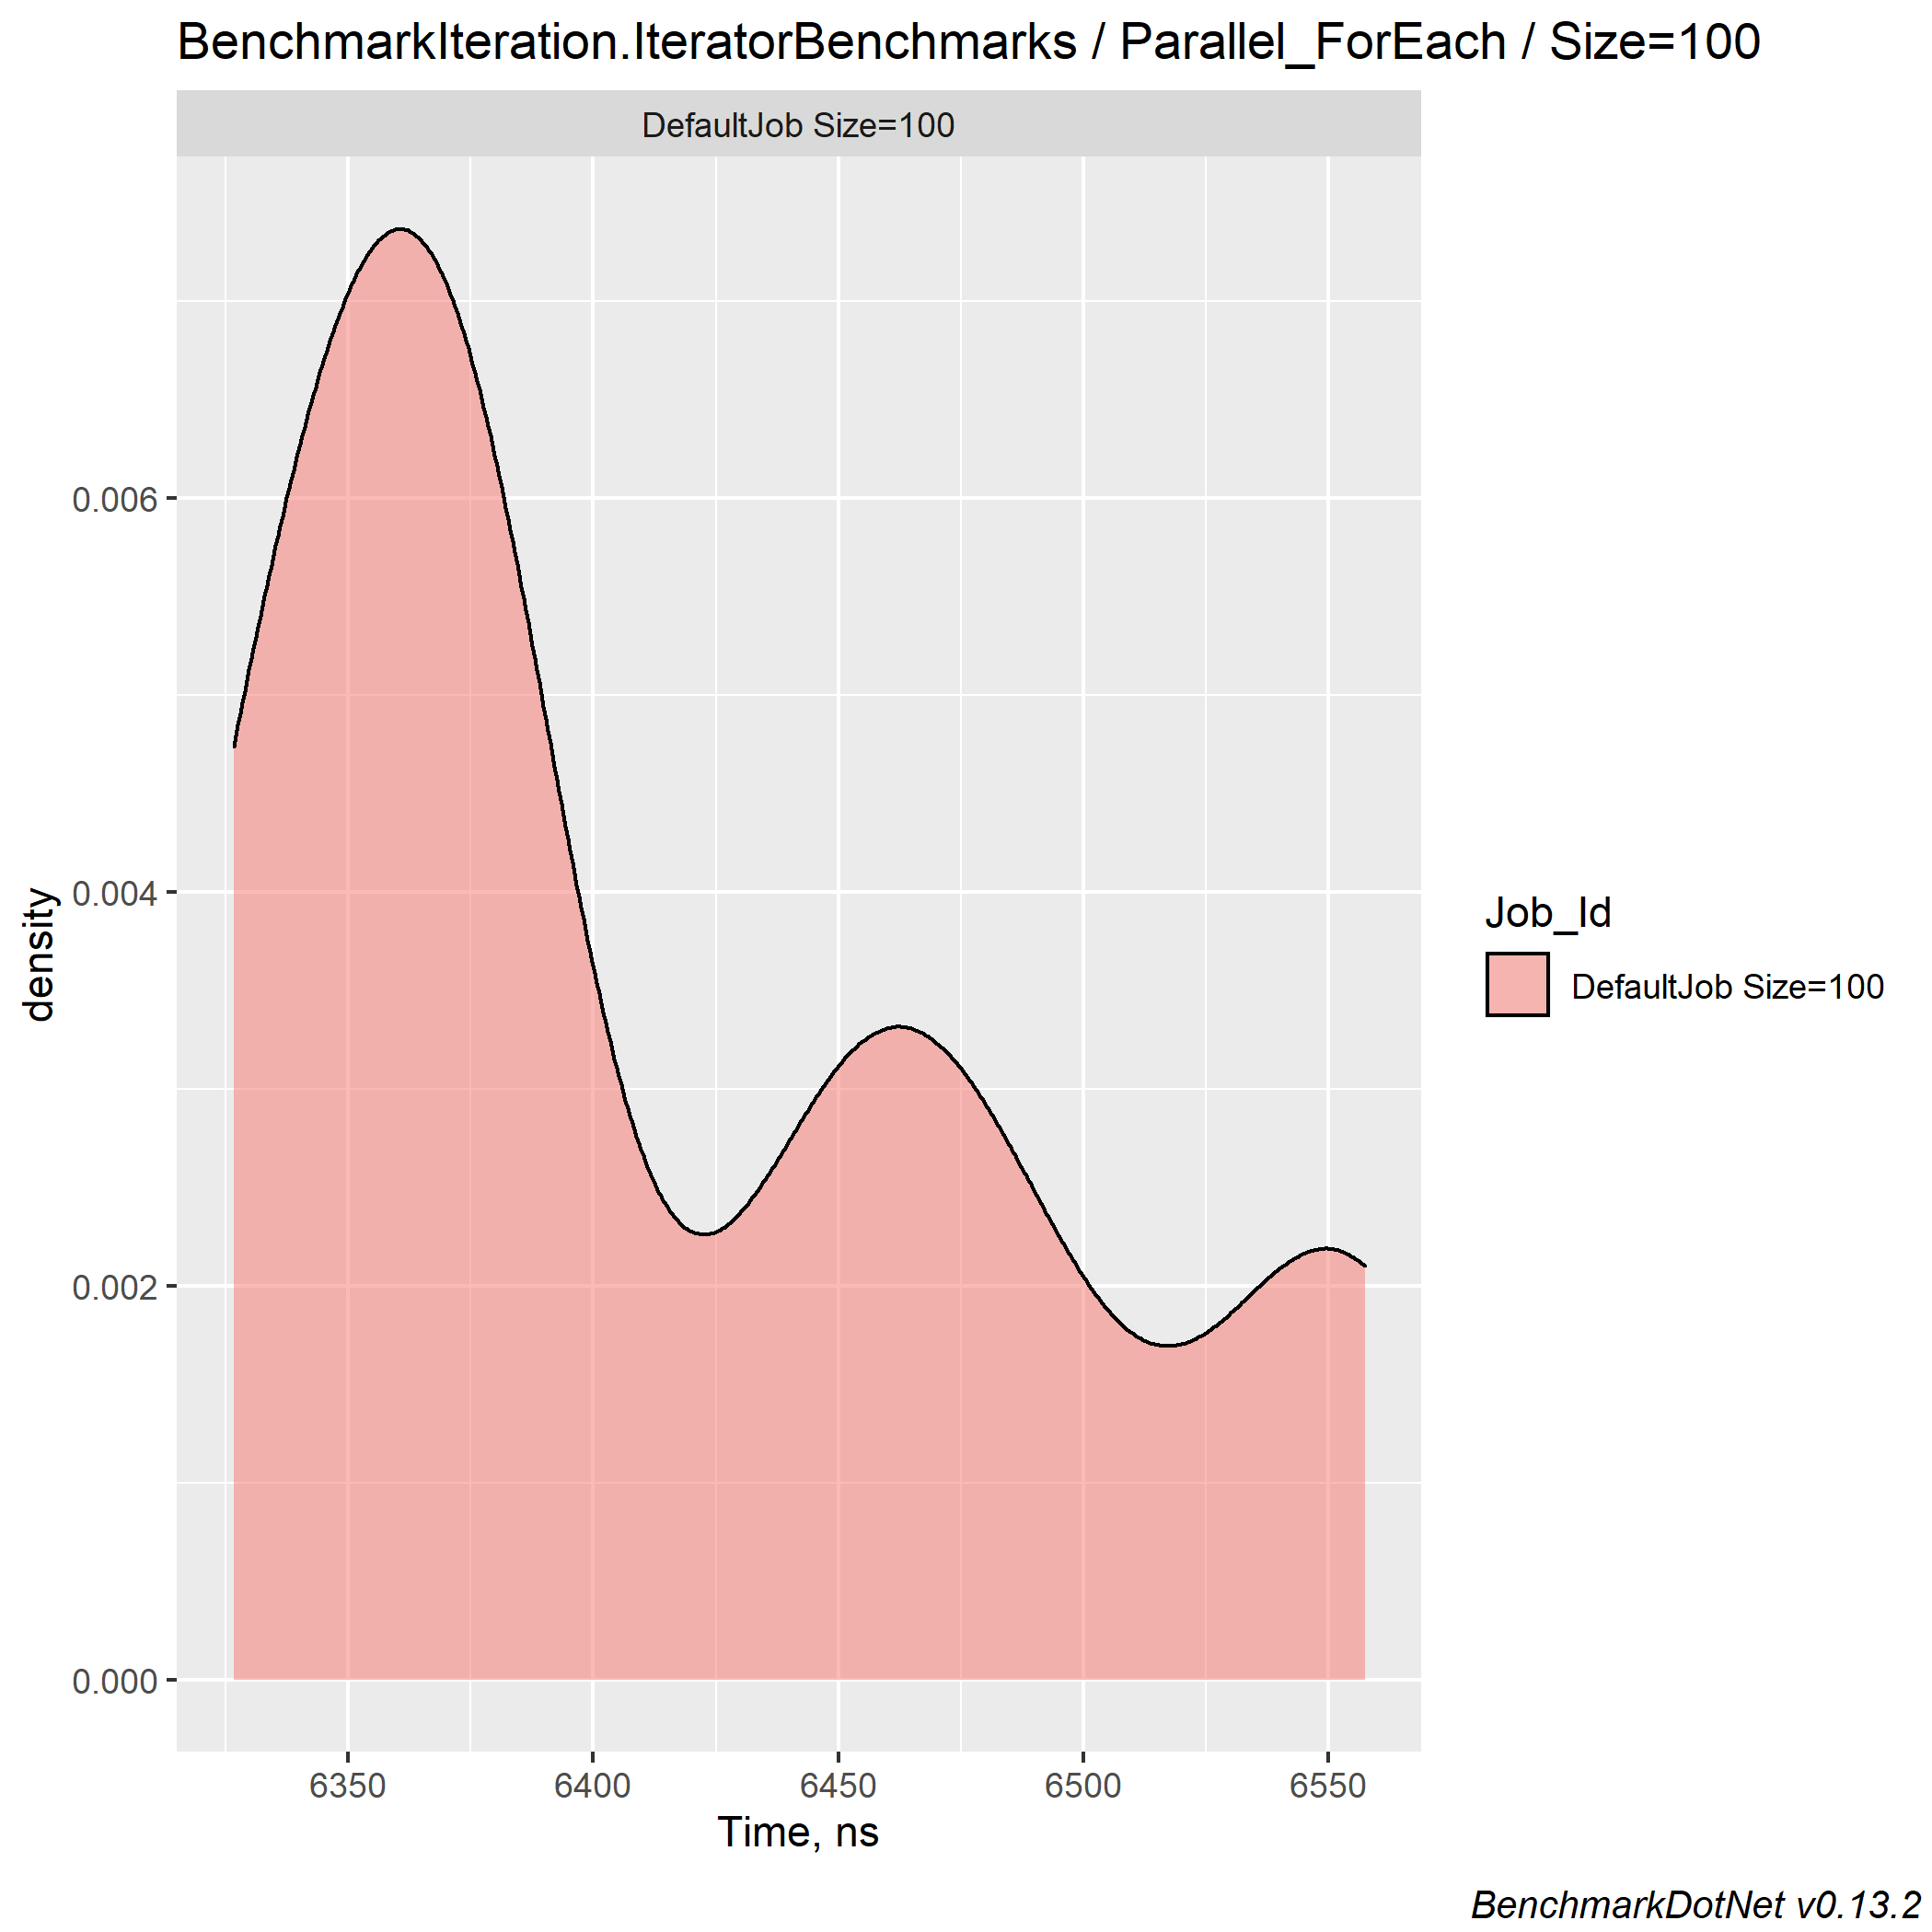 BenchmarkIteration.IteratorBenchmarks / Parallel_ForEach / Size=100
DefaultJob Size=100
0.006
0.004
0.002
0.000
density
6350 6400 6450 6500 6550
Time, ns
Job_Id
DefaultJob Size=100
BenchmarkDotNet v0.13.2